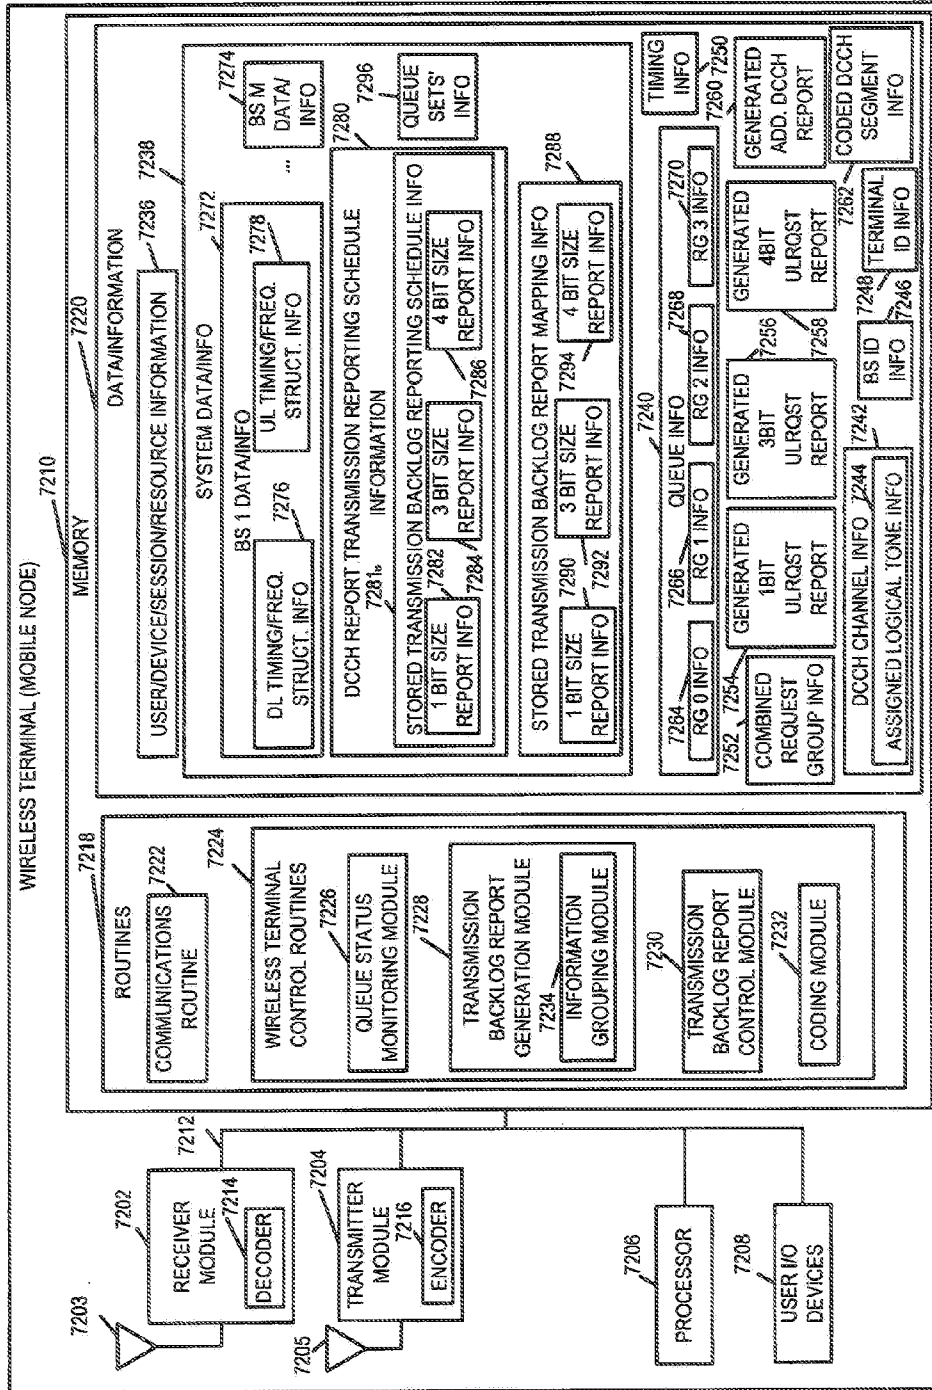 WIRELESS TERMINAL (MOBILE NODE)
7203
7202
RECEIVER
MODULE
7214
DECODER
7212
7205
7204
TRANSMITTER
MODULE
7216
ENCODER
7206
PROCESSOR
7208
USER I/O
DEVICES
7210
MEMORY
7218
ROUTINES
7222
COMMUNICATIONS
ROUTINE
7224
WIRELESS TERMINAL
CONTROL ROUTINES
7226
QUEUE STATUS
MONITORING MODULE
7228
TRANSMISSION
BACKLOG REPORT
GENERATION MODULE
7234
INFORMATION
GROUPING MODULE
7230
TRANSMISSION
BACKLOG REPORT
CONTROL MODULE
7232
CODING MODULE
7220
DATA/INFORMATION
7236
USER/DEVICE/SESSION/RESOURCE INFORMATION
7238
SYSTEM DATA/INFO
7272
BS 1 DATA/INFO
7276
DL TIMING/FREQ.
STRUCT. INFO
7278
UL TIMING/FREQ.
STRUCT. INFO
...
7274
BS M
DATA/
INFO
7280
DCCH REPORT TRANSMISSION REPORTING SCHEDULE
INFORMATION
7281
STORED TRANSMISSION BACKLOG REPORTING SCHEDULE INFO
7282
1 BIT SIZE
REPORT INFO
7284
3 BIT SIZE
REPORT INFO
7286
4 BIT SIZE
REPORT INFO
7296
QUEUE
SETS'
INFO
7288
STORED TRANSMISSION BACKLOG REPORT MAPPING INFO
7290
1 BIT SIZE
REPORT INFO
7292
3 BIT SIZE
REPORT INFO
7294
4 BIT SIZE
REPORT INFO
7240
QUEUE INFO
7264
RG 0 INFO
7266
RG 1 INFO
7268
RG 2 INFO
7270
RG 3 INFO
TIMING
INFO
7250
7252
COMBINED
REQUEST
GROUP INFO
7254
GENERATED
1BIT
ULRQST
REPORT
7256
GENERATED
3BIT
ULRQST
REPORT
7258
GENERATED
4BIT
ULRQST
REPORT
7260
GENERATED
ADD. DCCH
REPORT
7242
DCCH CHANNEL INFO
7244
ASSIGNED LOGICAL TONE INFO
7246
BS ID
INFO
7248
TERMINAL
ID INFO
7262
CODED DCCH
SEGMENT
INFO